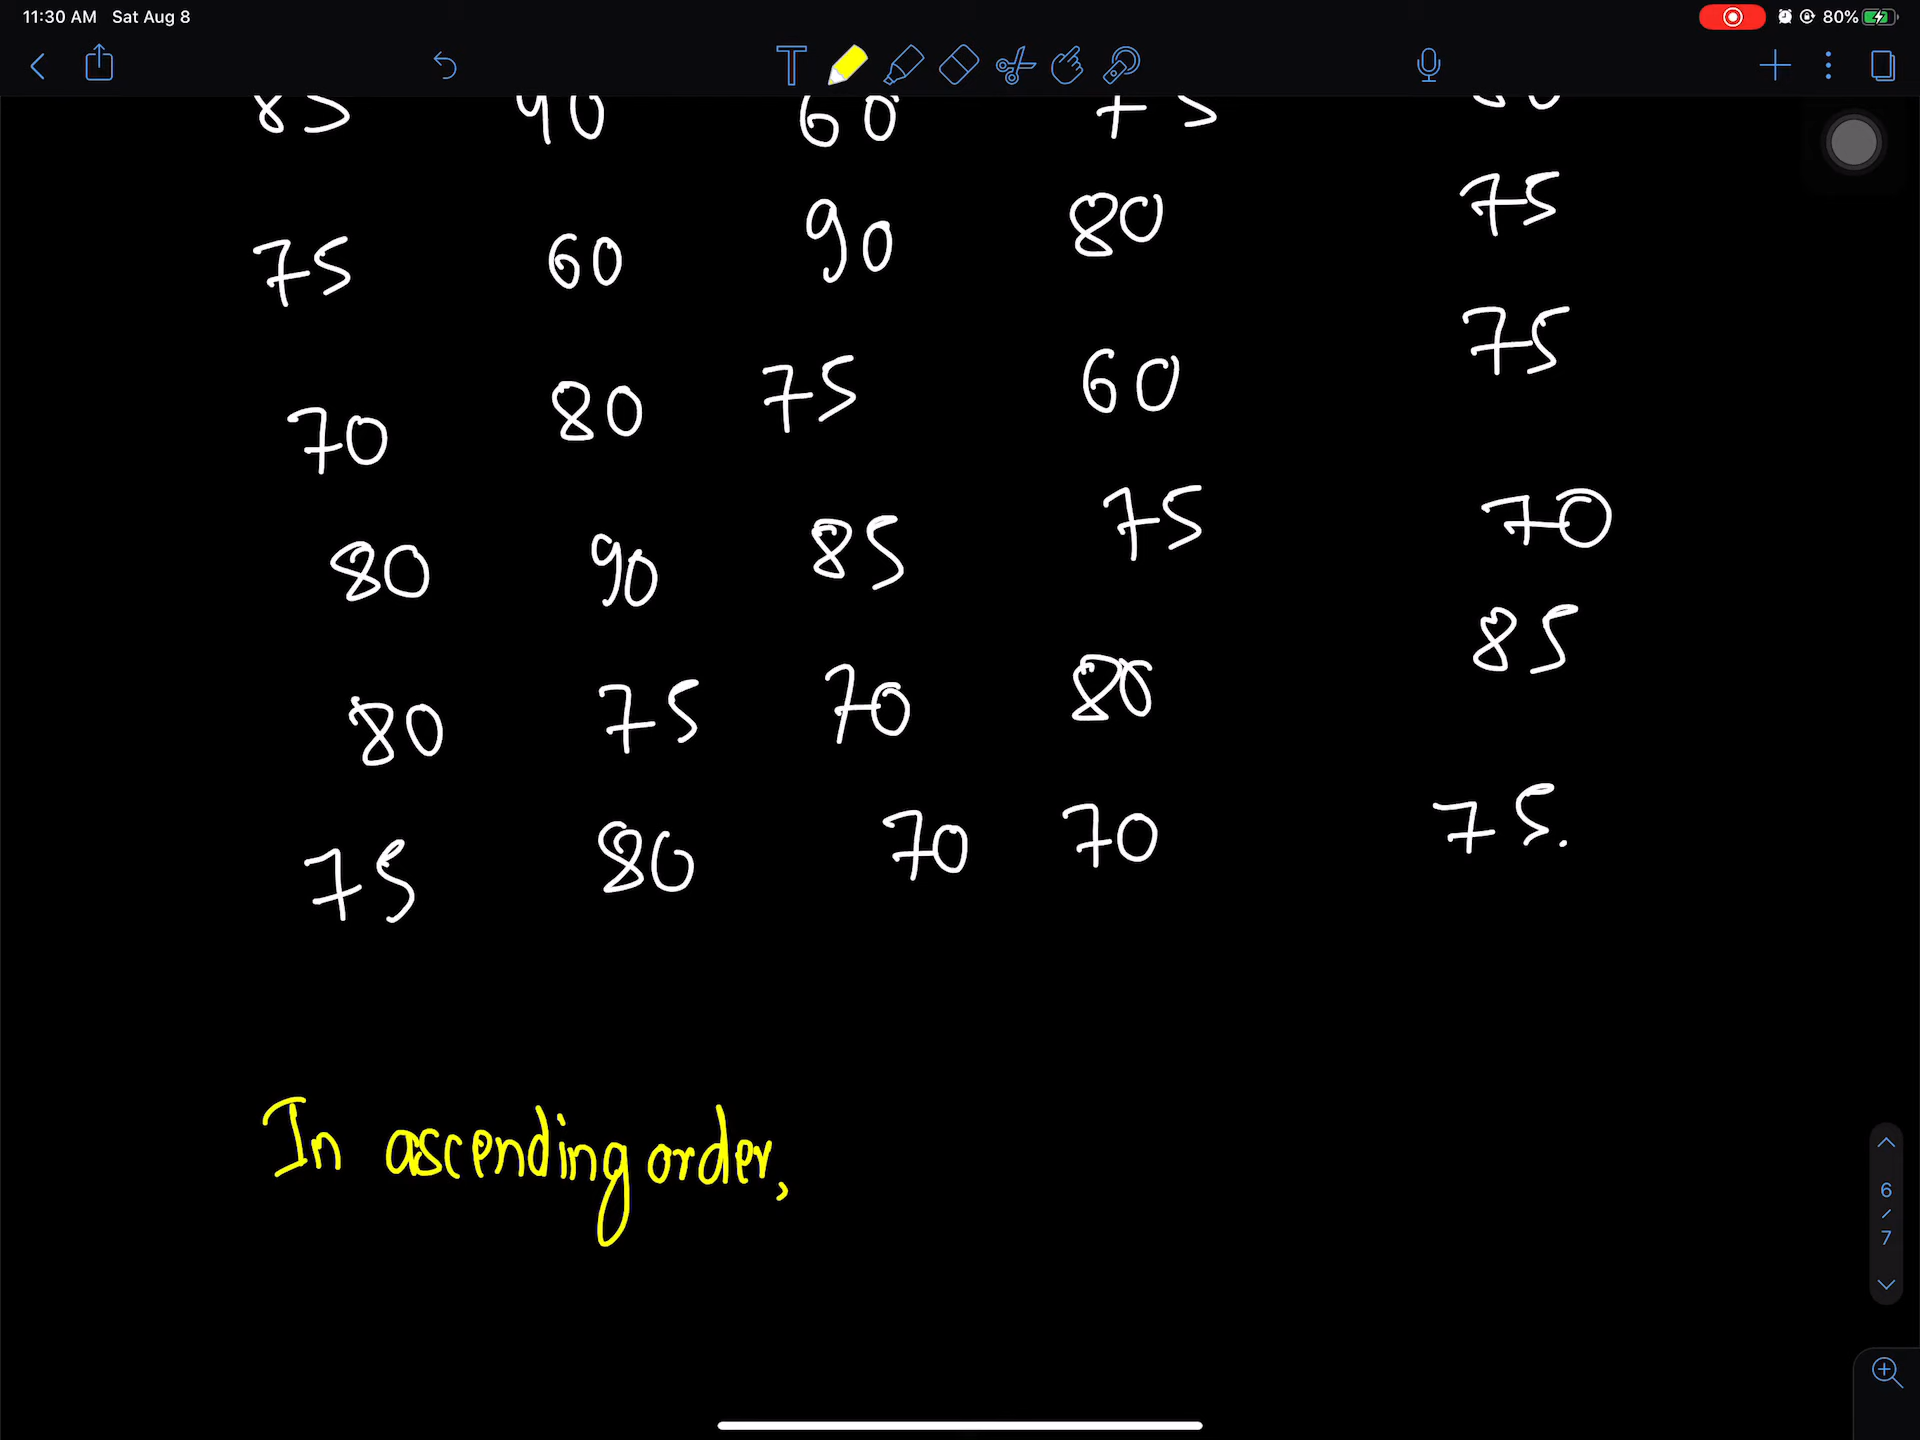 11:30 AM Sat Aug 8 80%
60
75 60 90 80 75
70 80 75 60 75
80 90 85 75 70
80 75 70 80 85
75 80 70 70 75.
In ascending order,
6
/
7